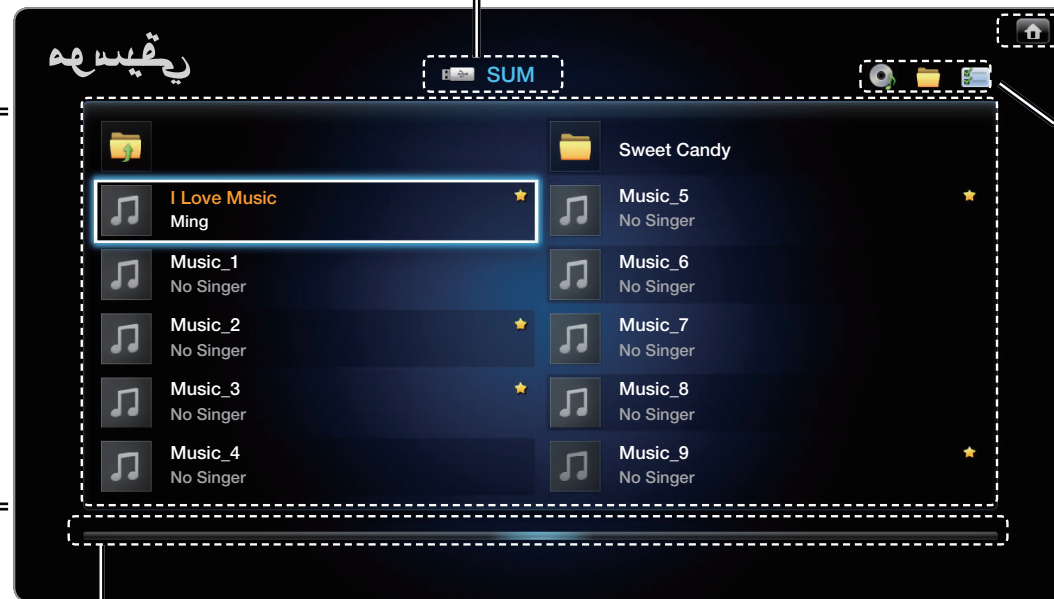 موسيقي
SUM
Sweet Candy
I Love Music
Ming
Music_5
No Singer
Music_1
No Singer
Music_6
No Singer
Music_2
No Singer
Music_7
No Singer
Music_3
No Singer
Music_8
No Singer
Music_4
No Singer
Music_9
No Singer